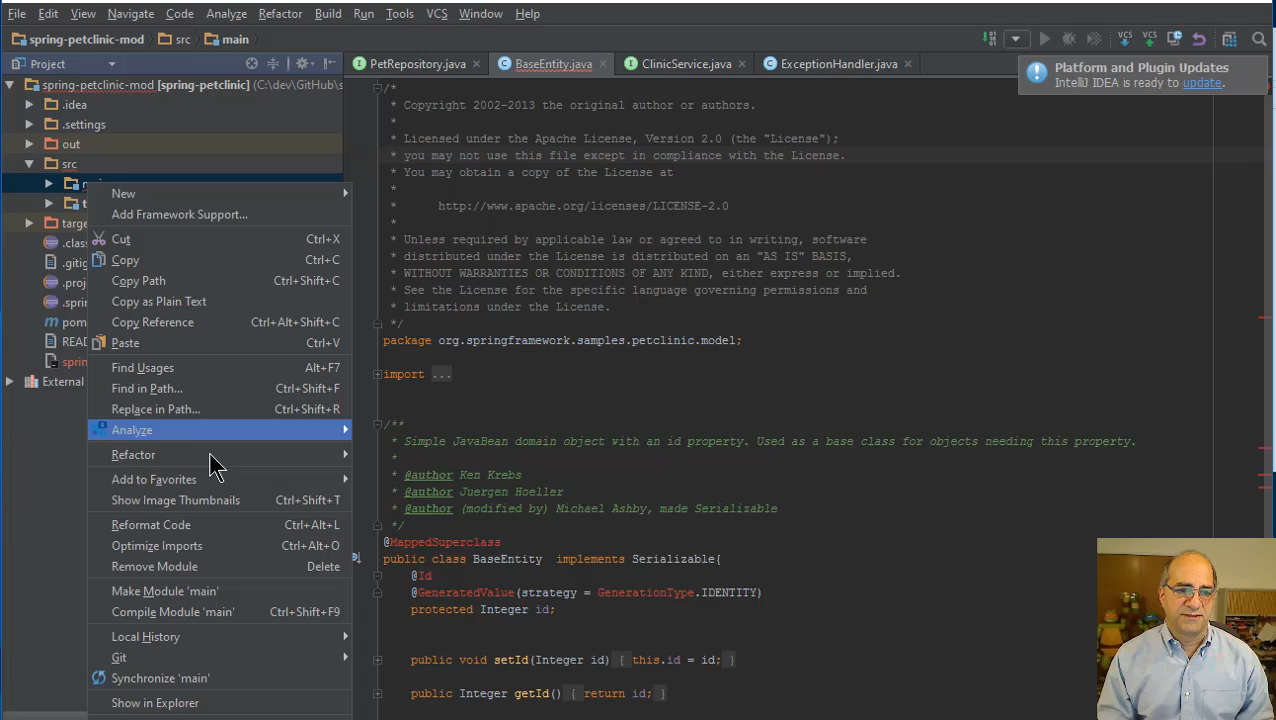 File Edit View Navigate Code Analyze Refactor Build Run Tools VCS Window Help
spring-petclinic-mod src main
VCS VCS
Project
PetRepository.java BaseEntity.java ClinicService.java ExceptionHandler.java
Platform and Plugin Updates
IntelliJ IDEA is ready to update.
spring-petclinic-mod [spring-petclinic] (C:\dev\GitHub\s
.idea
.settings
out
src
targe
.class
.gitig
.proj
.sprin
pom
READ
sprin
External
New
Add Framework Support...
Cut Ctrl+X
Copy Ctrl+C
Copy Path Ctrl+Shift+C
Copy as Plain Text
Copy Reference Ctrl+Alt+Shift+C
Paste Ctrl+V
Find Usages Alt+F7
Find in Path... Ctrl+Shift+F
Replace in Path... Ctrl+Shift+R
Analyze
Refactor
Add to Favorites
Show Image Thumbnails Ctrl+Shift+T
Reformat Code Ctrl+Alt+L
Optimize Imports Ctrl+Alt+O
Remove Module Delete
Make Module 'main'
Compile Module 'main' Ctrl+Shift+F9
Local History
Git
Synchronize 'main'
Show in Explorer
/*
* Copyright 2002-2013 the original author or authors.
*
* Licensed under the Apache License, Version 2.0 (the "License");
* you may not use this file except in compliance with the License.
* You may obtain a copy of the License at
*
* http://www.apache.org/licenses/LICENSE-2.0
*
* Unless required by applicable law or agreed to in writing, software
* distributed under the License is distributed on an "AS IS" BASIS,
* WITHOUT WARRANTIES OR CONDITIONS OF ANY KIND, either express or implied.
* See the License for the specific language governing permissions and
* limitations under the License.
*/
package org.springframework.samples.petclinic.model;
import ...
/**
* Simple JavaBean domain object with an id property. Used as a base class for objects needing this property.
*
* @author Ken Krebs
* @author Juergen Hoeller
* @author (modified by) Michael Ashby, made Serializable
*/
@MappedSuperclass
public class BaseEntity implements Serializable{
@Id
@GeneratedValue(strategy = GenerationType.IDENTITY)
protected Integer id;
public void setId(Integer id) { this.id = id; }
public Integer getId() { return id; }